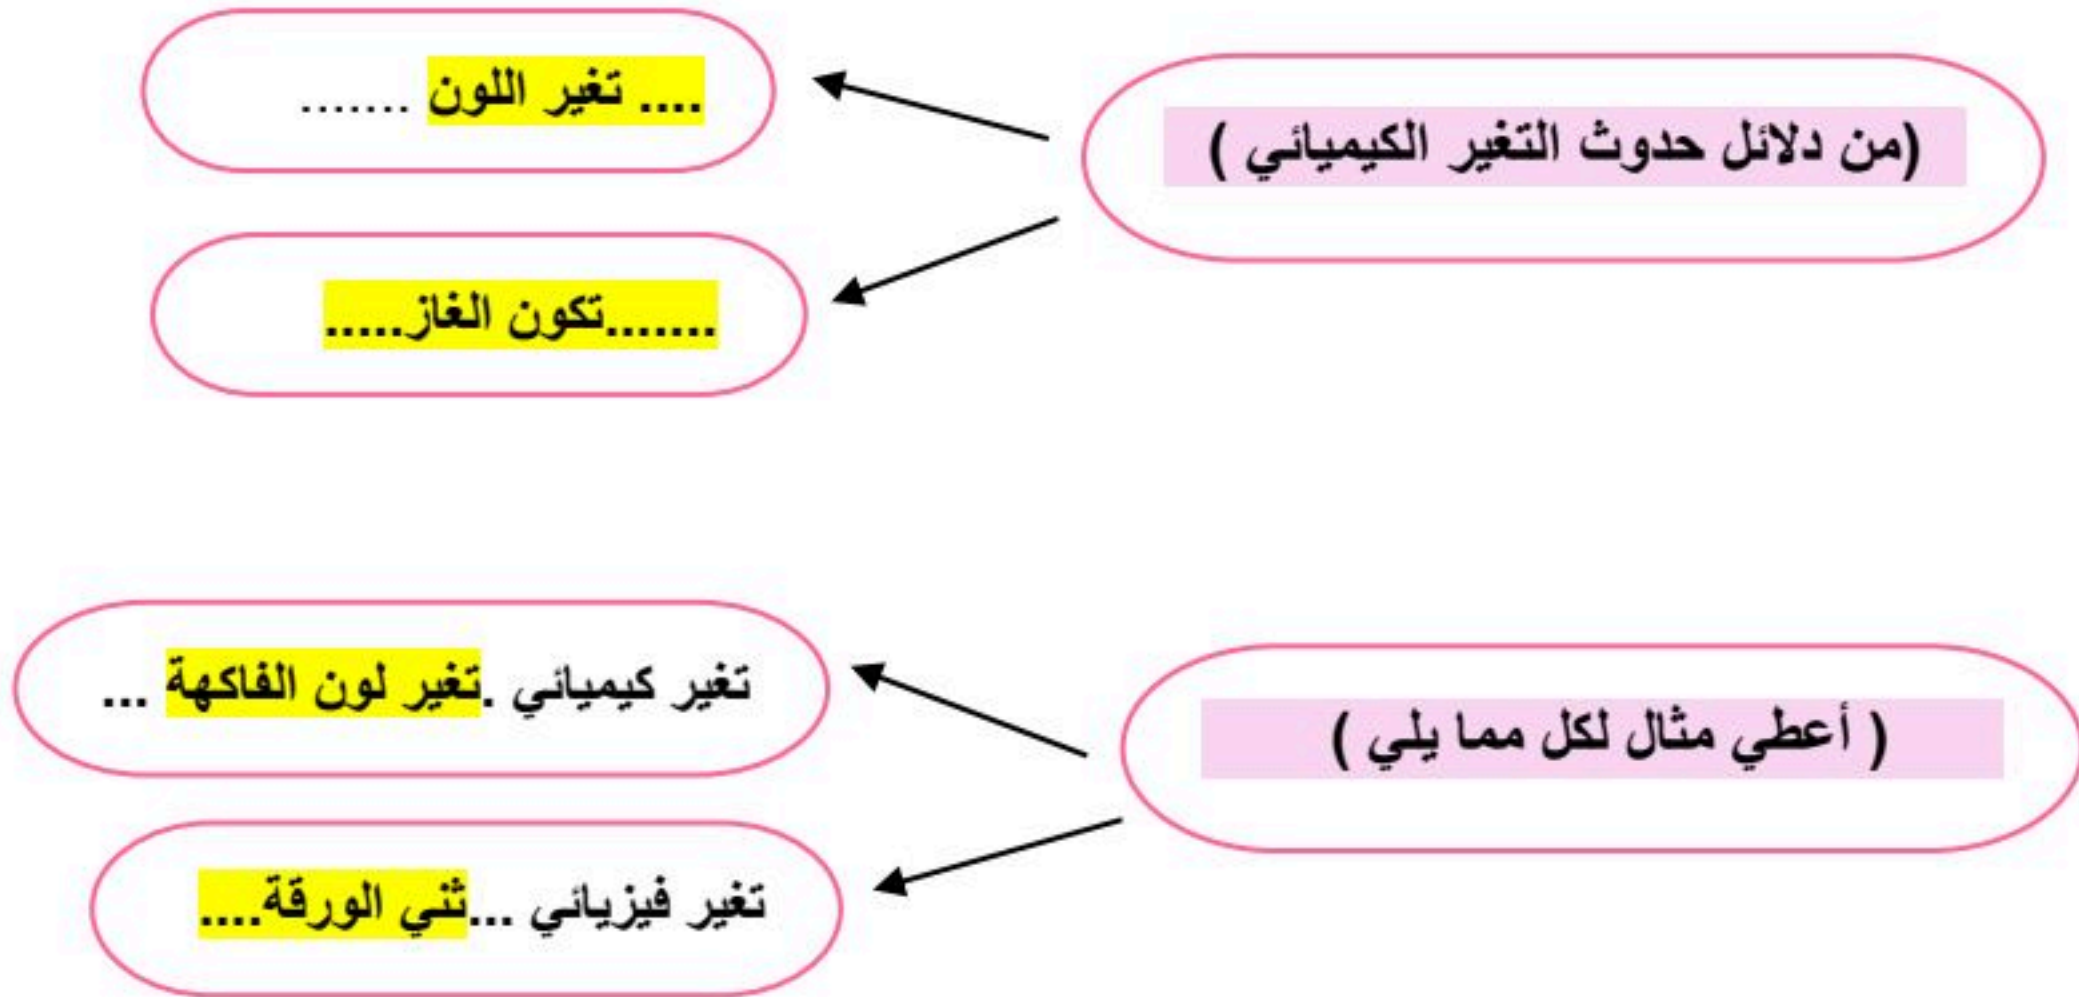 (من دلائل حدوث التغير الكيميائي )
.... تغير اللون .......
.......تكون الغاز.....
( أعطي مثال لكل مما يلي )
تغير كيميائي .تغير لون الفاكهة ...
تغير فيزيائي ...ثني الورقة....